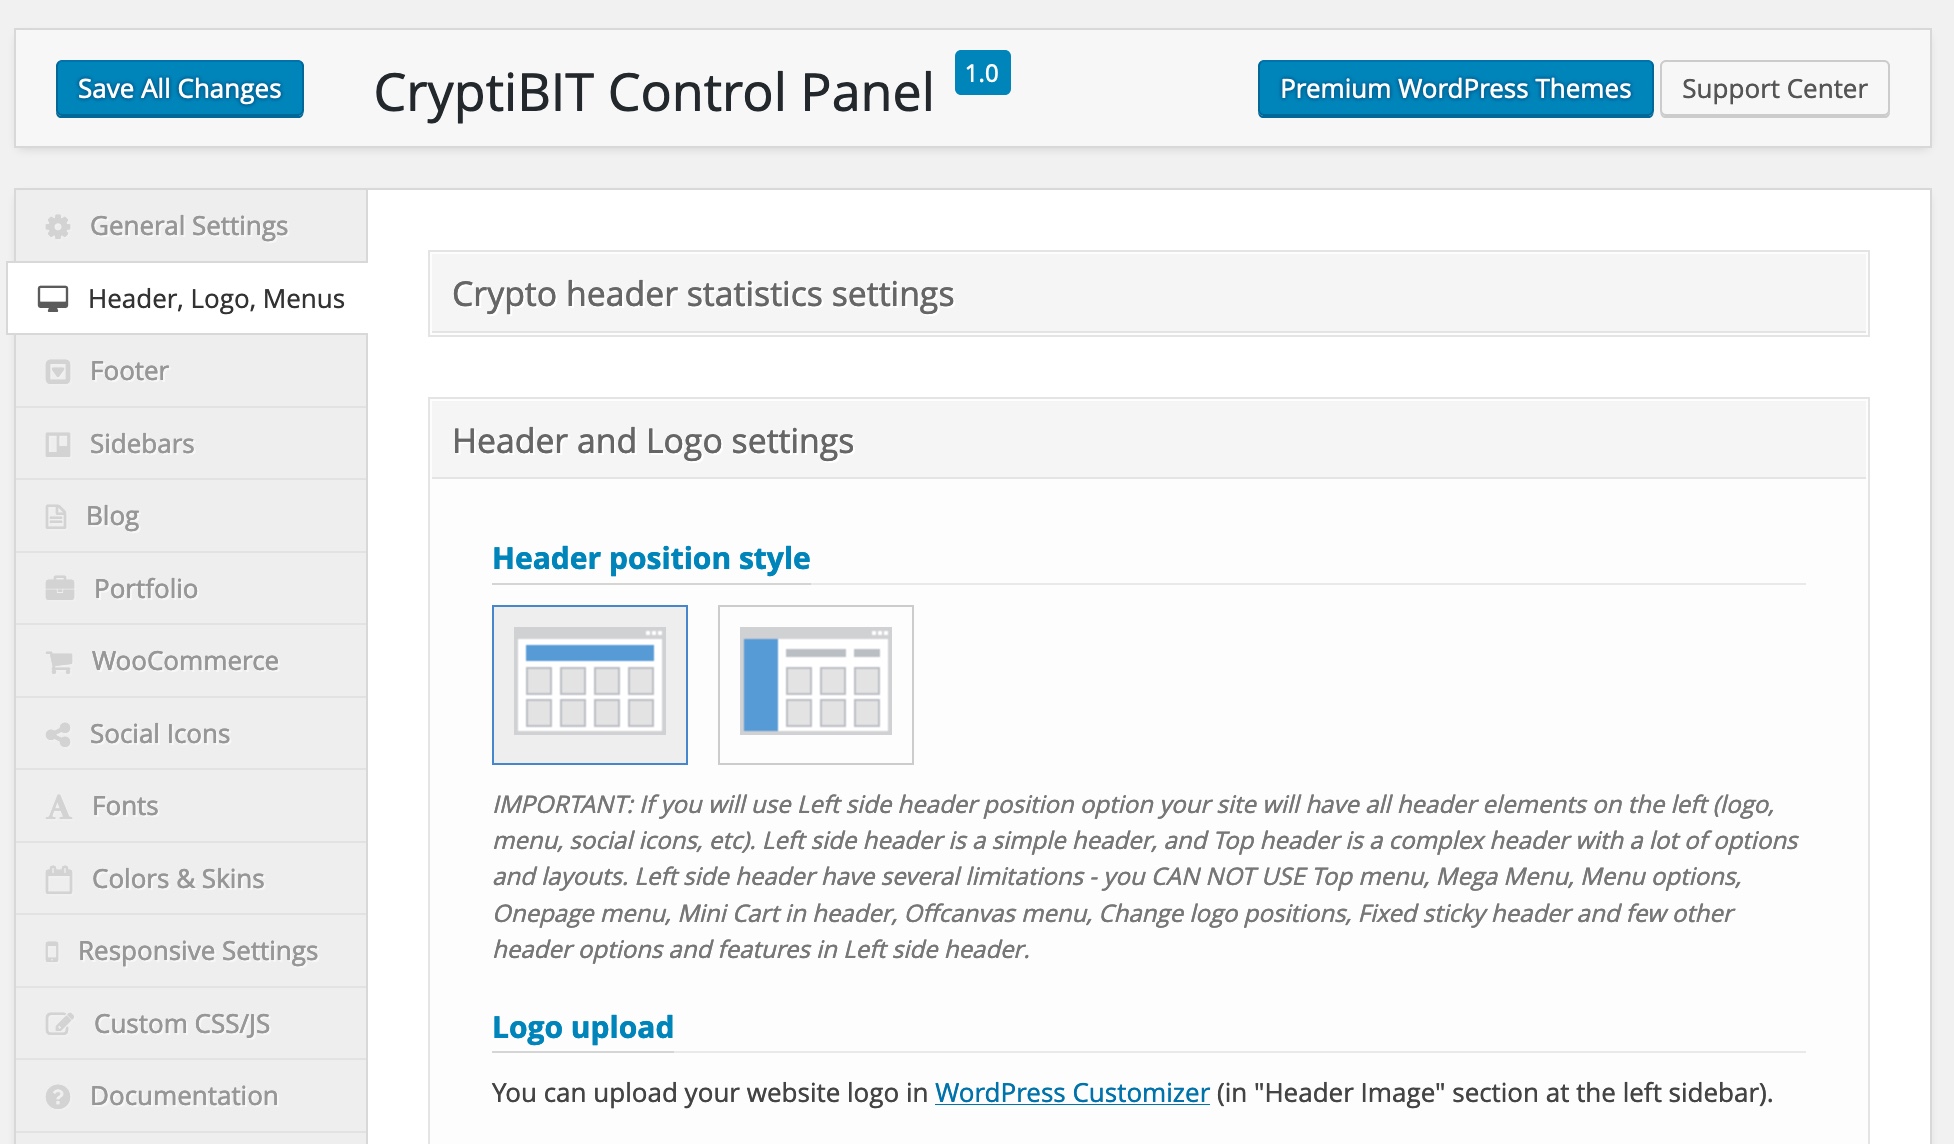 Save All Changes
CryptiBIT Control Panel 1.0
Premium WordPress Themes
Support Center
General Settings
Header, Logo, Menus
Footer
Sidebars
Blog
Portfolio
WooCommerce
Social Icons
Fonts
Colors & Skins
Responsive Settings
Custom CSS/JS
Documentation
Crypto header statistics settings
Header and Logo settings
Header position style
IMPORTANT: If you will use Left side header position option your site will have all header elements on the left (logo,
menu, social icons, etc). Left side header is a simple header, and Top header is a complex header with a lot of options
and layouts. Left side header have several limitations - you CAN NOT USE Top menu, Mega Menu, Menu options,
Onepage menu, Mini Cart in header, Offcanvas menu, Change logo positions, Fixed sticky header and few other
header options and features in Left side header.
Logo upload
You can upload your website logo in WordPress Customizer (in "Header Image" section at the left sidebar).